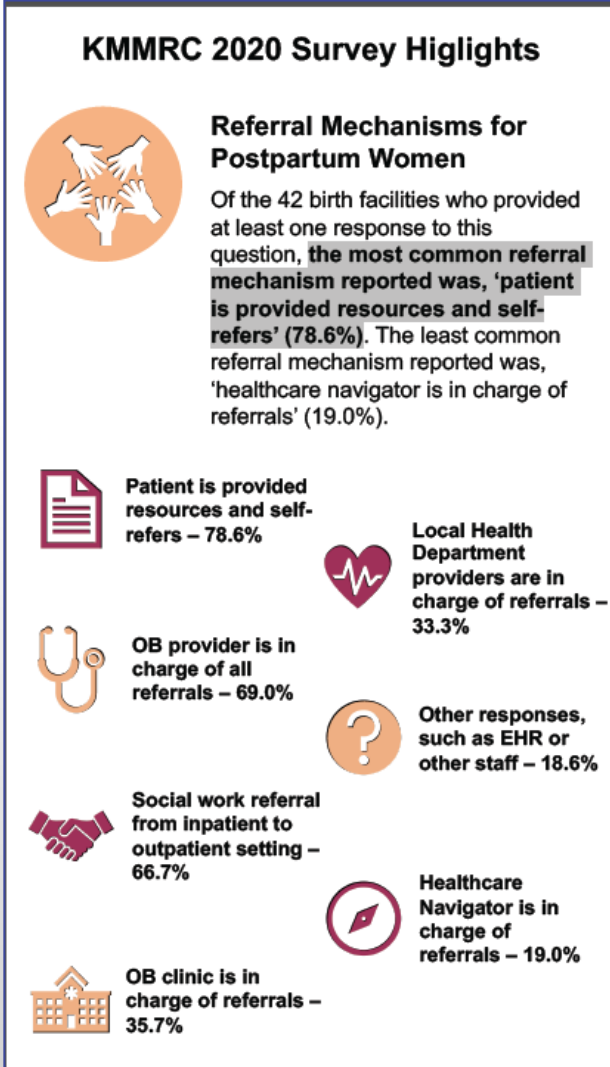 KMMRC 2020 Survey Higlights
Referral Mechanisms for
Postpartum Women
Of the 42 birth facilities who provided
at least one response to this
question, the most common referral
mechanism reported was, ‘patient
is provided resources and self-
refers’ (78.6%). The least common
referral mechanism reported was,
‘healthcare navigator is in charge of
referrals’ (19.0%).
Patient is provided
resources and self-
refers – 78.6%
OB provider is in
charge of all
referrals – 69.0%
Social work referral
from inpatient to
outpatient setting –
66.7%
OB clinic is in
charge of referrals –
35.7%
Local Health
Department
providers are in
charge of referrals –
33.3%
Other responses,
such as EHR or
other staff – 18.6%
Healthcare
Navigator is in
charge of
referrals – 19.0%